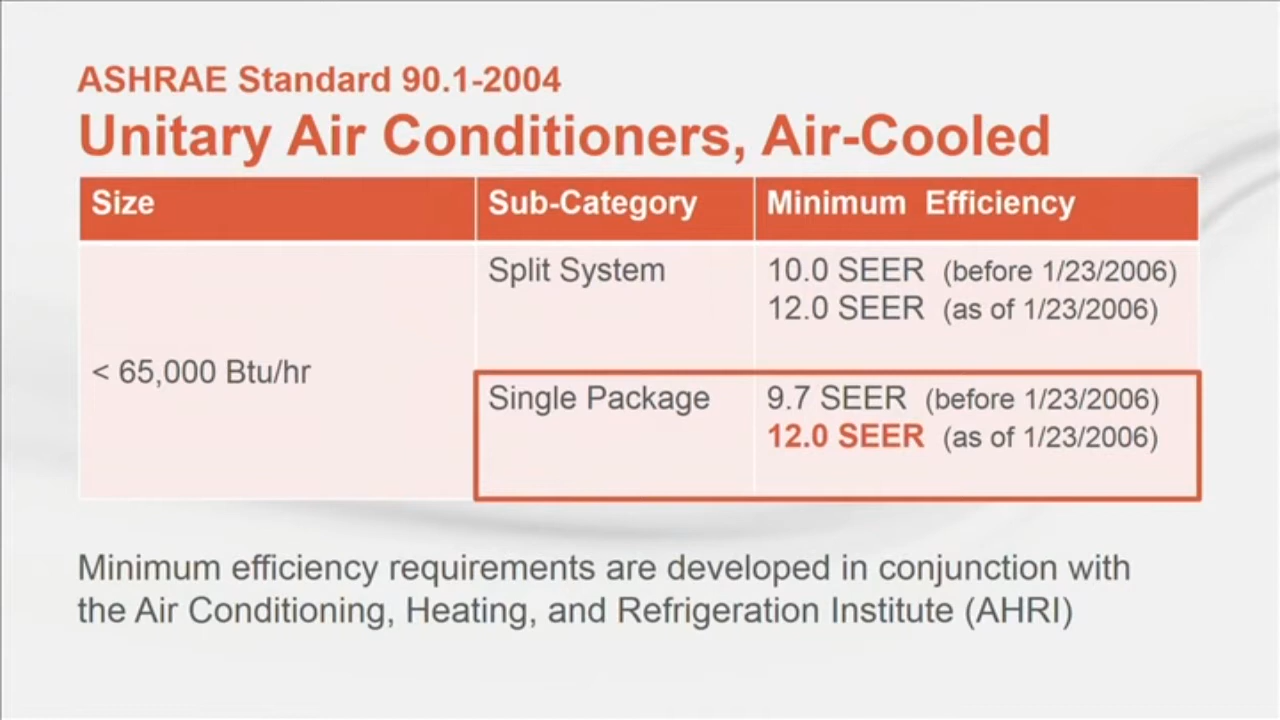 ASHRAE Standard 90.1-2004
Unitary Air Conditioners, Air-Cooled
Size Sub-Category Minimum Efficiency
Split System 10.0 SEER (before 1/23/2006)
12.0 SEER (as of 1/23/2006)
< 65,000 Btu/hr
Single Package 9.7 SEER (before 1/23/2006)
12.0 SEER (as of 1/23/2006)
Minimum efficiency requirements are developed in conjunction with
the Air Conditioning, Heating, and Refrigeration Institute (AHRI)